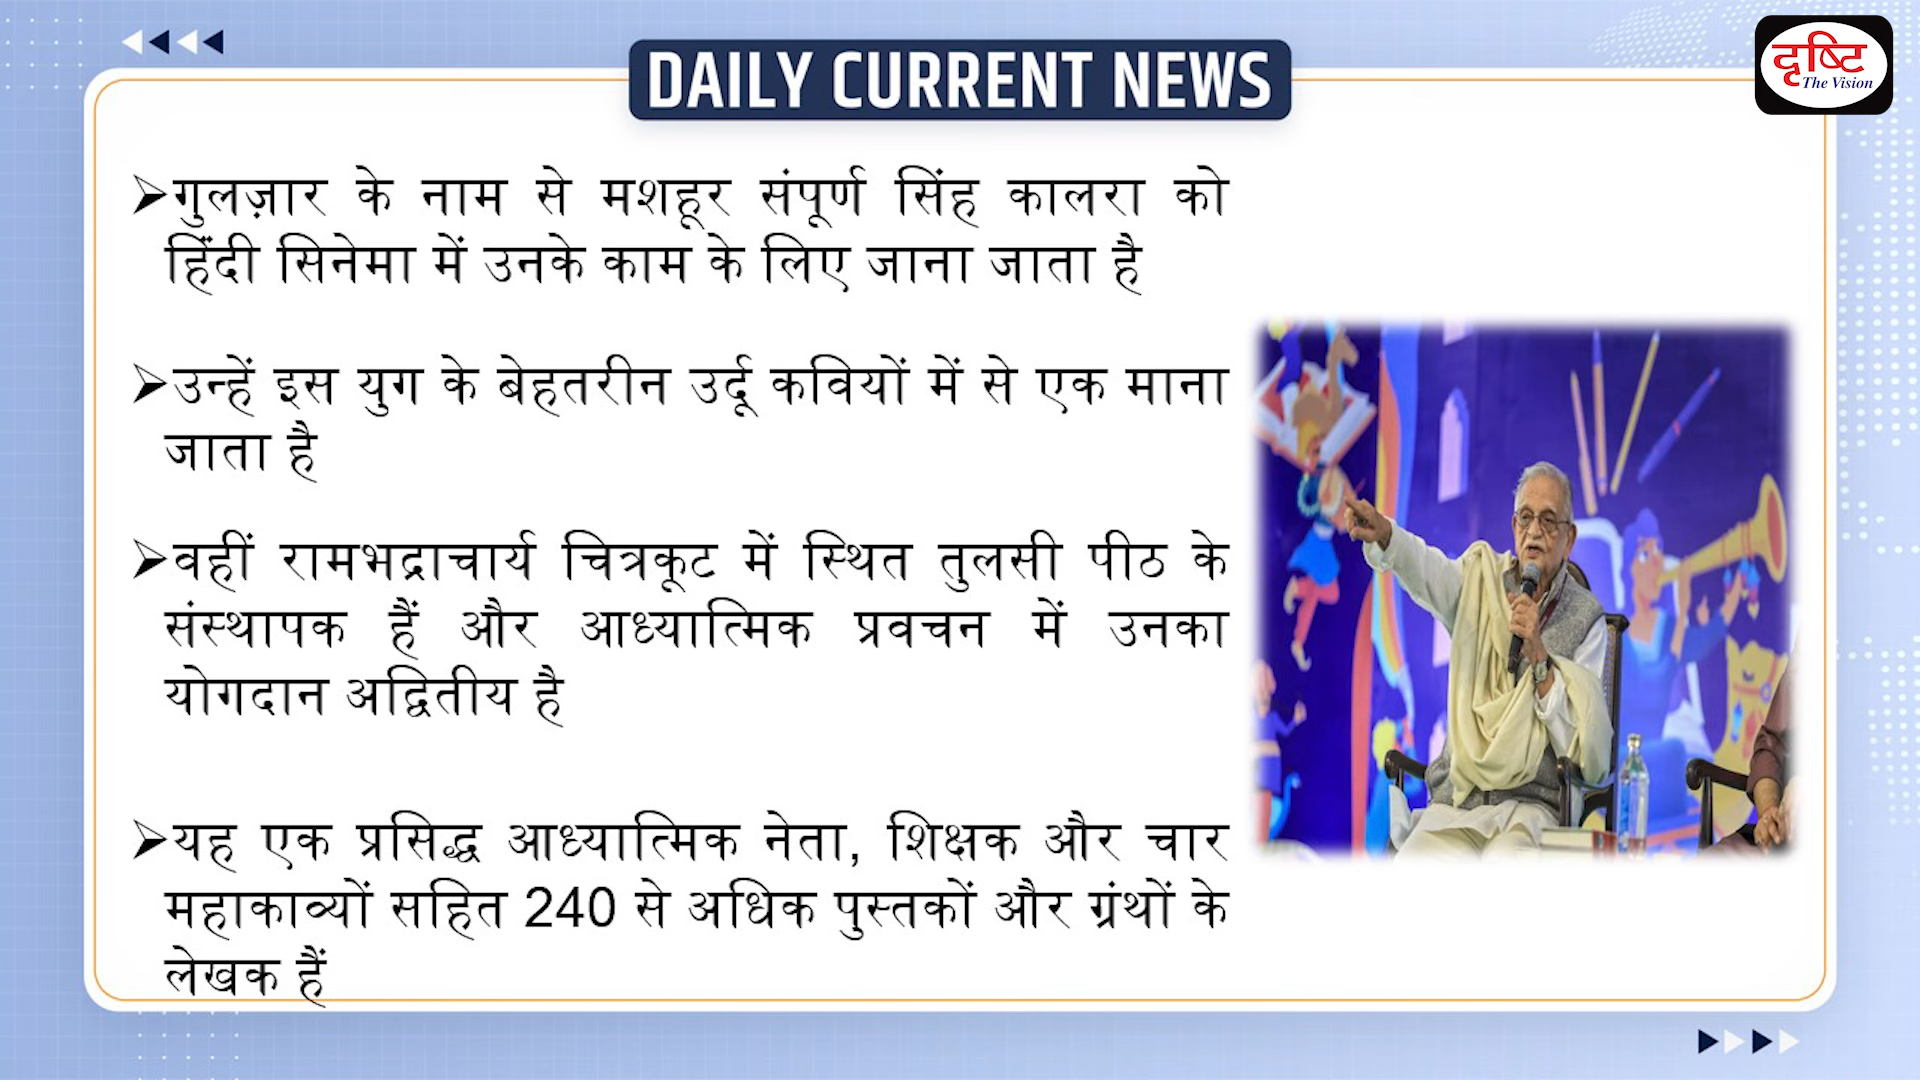 DAILY CURRENT NEWS
दृष्टि
The Vision
➢गुलज़ार के नाम से मशहूर संपूर्ण सिंह कालरा को
हिंदी सिनेमा में उनके काम के लिए जाना जाता है
➢उन्हें इस युग के बेहतरीन उर्दू कवियों में से एक माना
जाता है
➢वहीं रामभद्राचार्य चित्रकूट में स्थित तुलसी पीठ के
संस्थापक हैं और आध्यात्मिक प्रवचन में उनका
योगदान अद्वितीय है
➢यह एक प्रसिद्ध आध्यात्मिक नेता, शिक्षक और चार
महाकाव्यों सहित 240 से अधिक पुस्तकों और ग्रंथों के
लेखक हैं